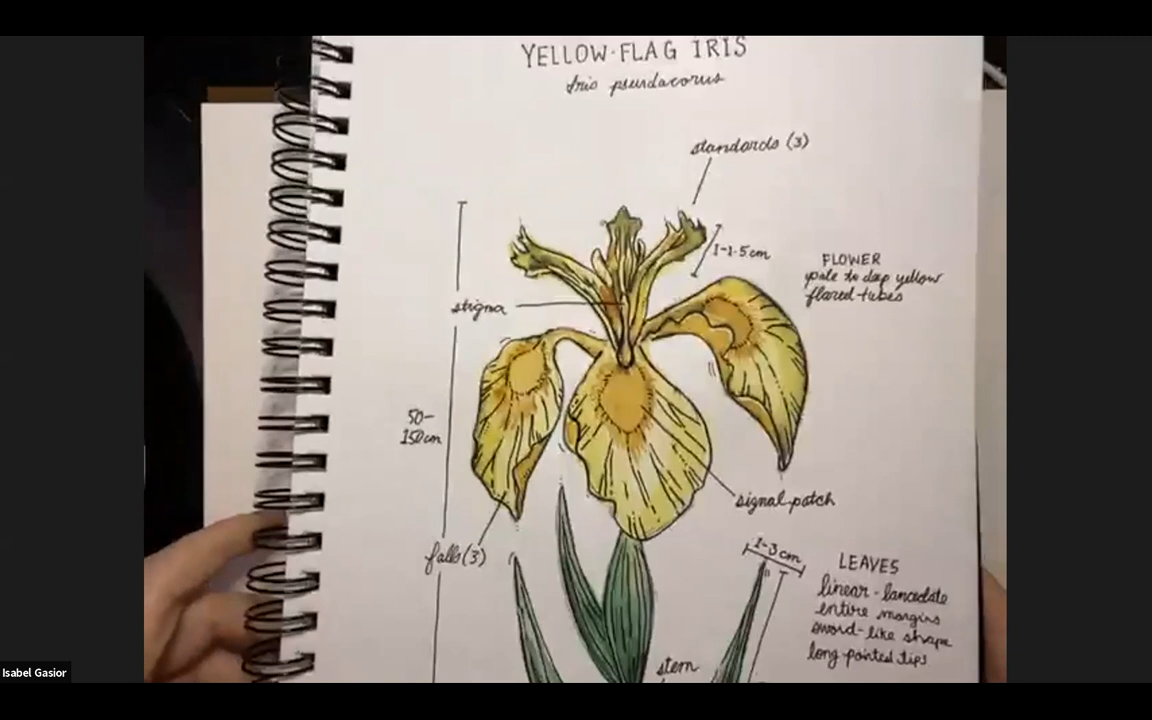 YELLOW-FLAG IRIS
Iris pseudacorus
standards (3)
1-1.5cm
FLOWER
pale to deep yellow
flared-tubes
stigma
50-
150cm
signal patch
falls (3)
1-3cm
LEAVES
linear-lanceolate
entire margins
sword-like shape
long pointed tips
stem
Isabel Gasior